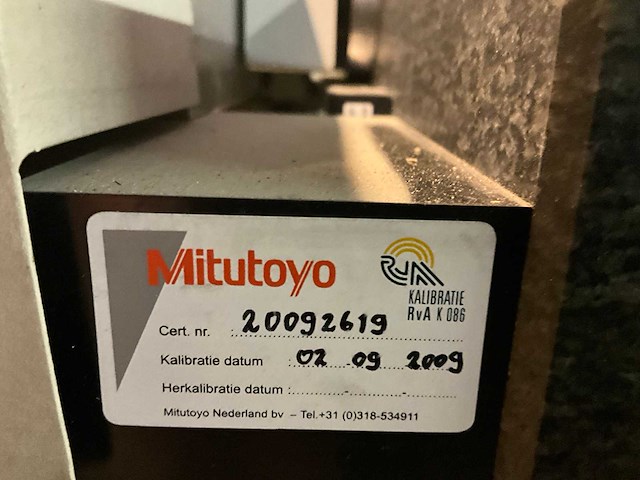 Mitutoyo
RvA
KALIBRATIE
RvA K 086
Cert. nr. : 20092619
Kalibratie datum : 02 - 09 - 2009
Herkalibratie datum : - -
Mitutoyo Nederland bv – Tel.+31 (0)318-534911